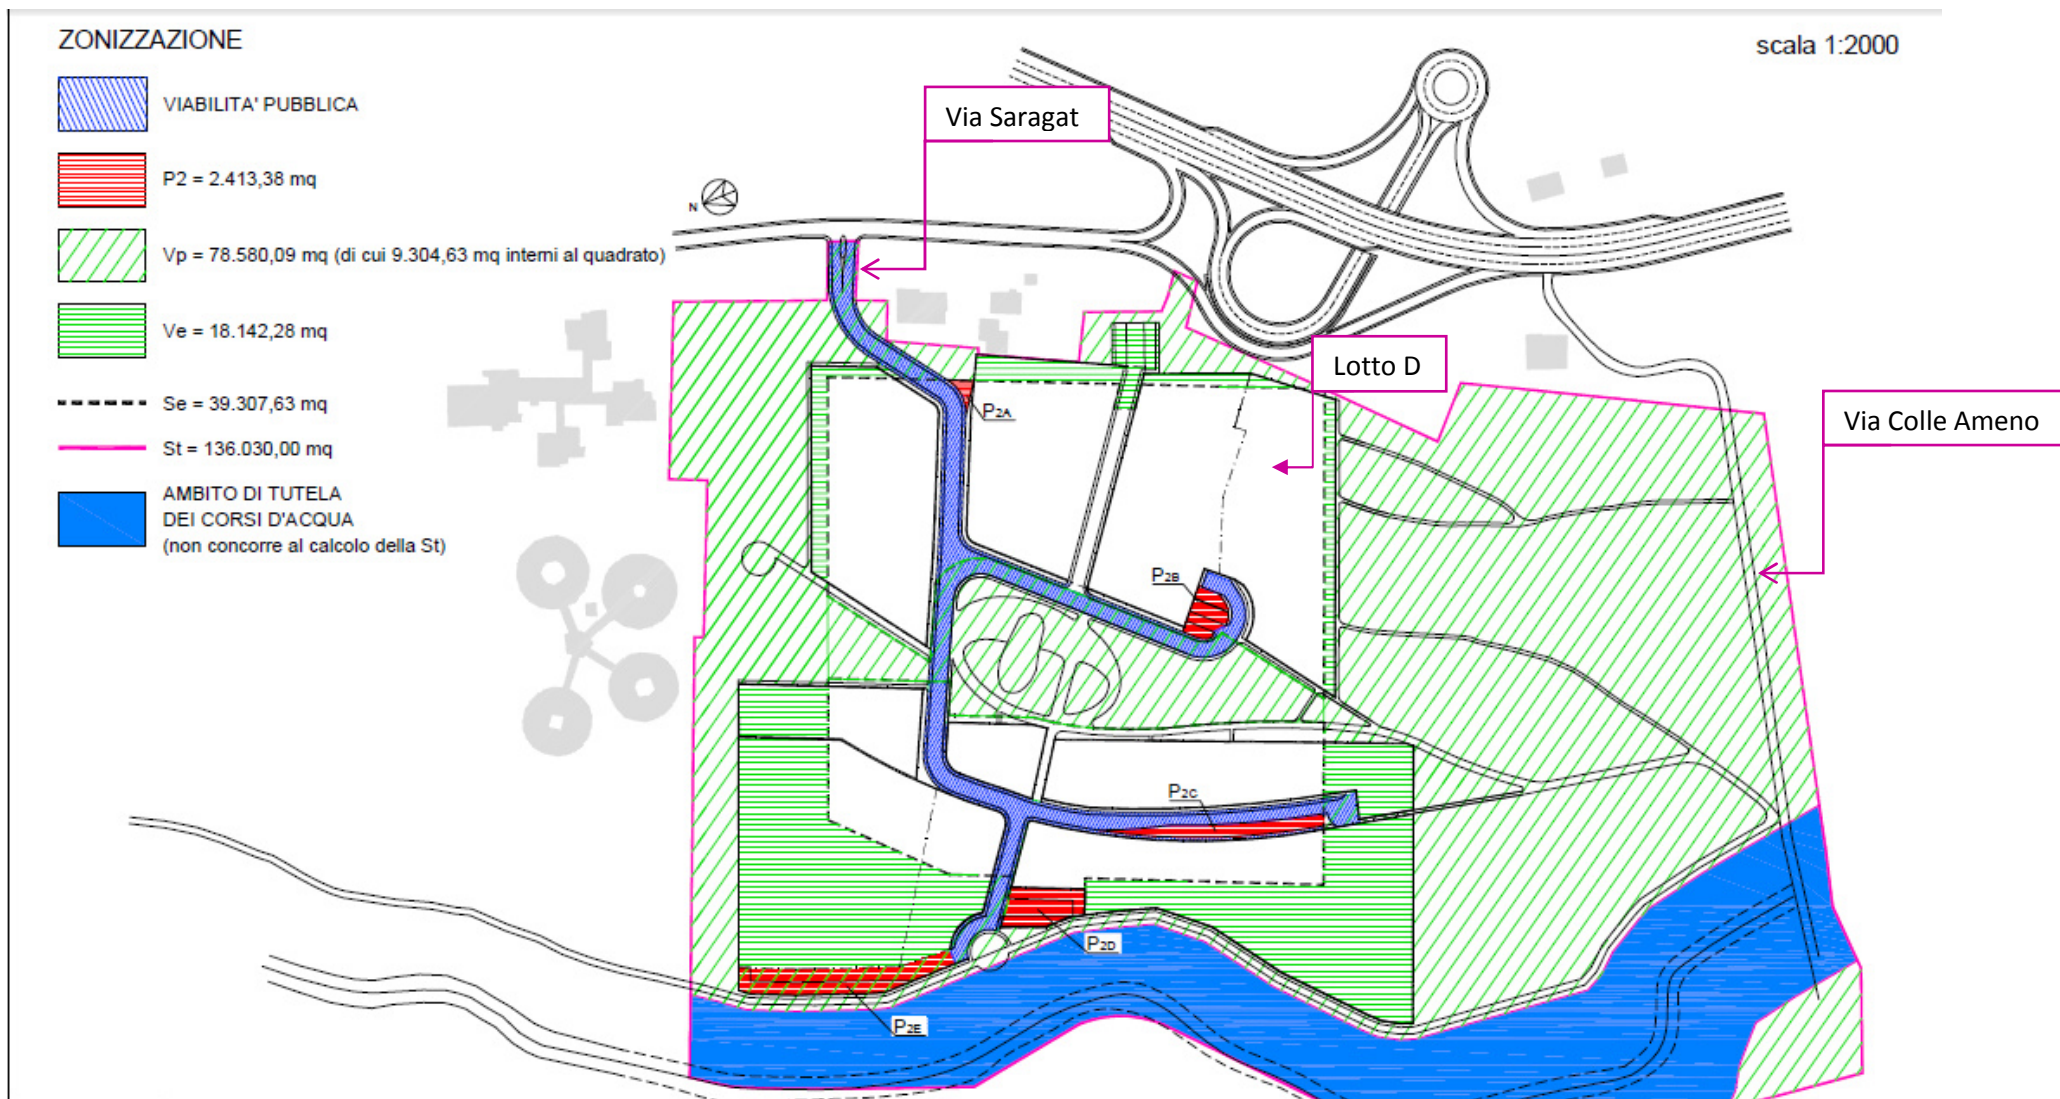 ZONIZZAZIONE
scala 1:2000
VIABILITA' PUBBLICA
P2 = 2.413,38 mq
Vp = 78.580,09 mq (di cui 9.304,63 mq interni al quadrato)
Ve = 18.142,28 mq
Se = 39.307,63 mq
St = 136.030,00 mq
AMBITO DI TUTELA
DEI CORSI D'ACQUA
(non concorre al calcolo della St)
Via Saragat
N
Lotto D
Via Colle Ameno
P2A
P2B
P2C
P2D
P2E